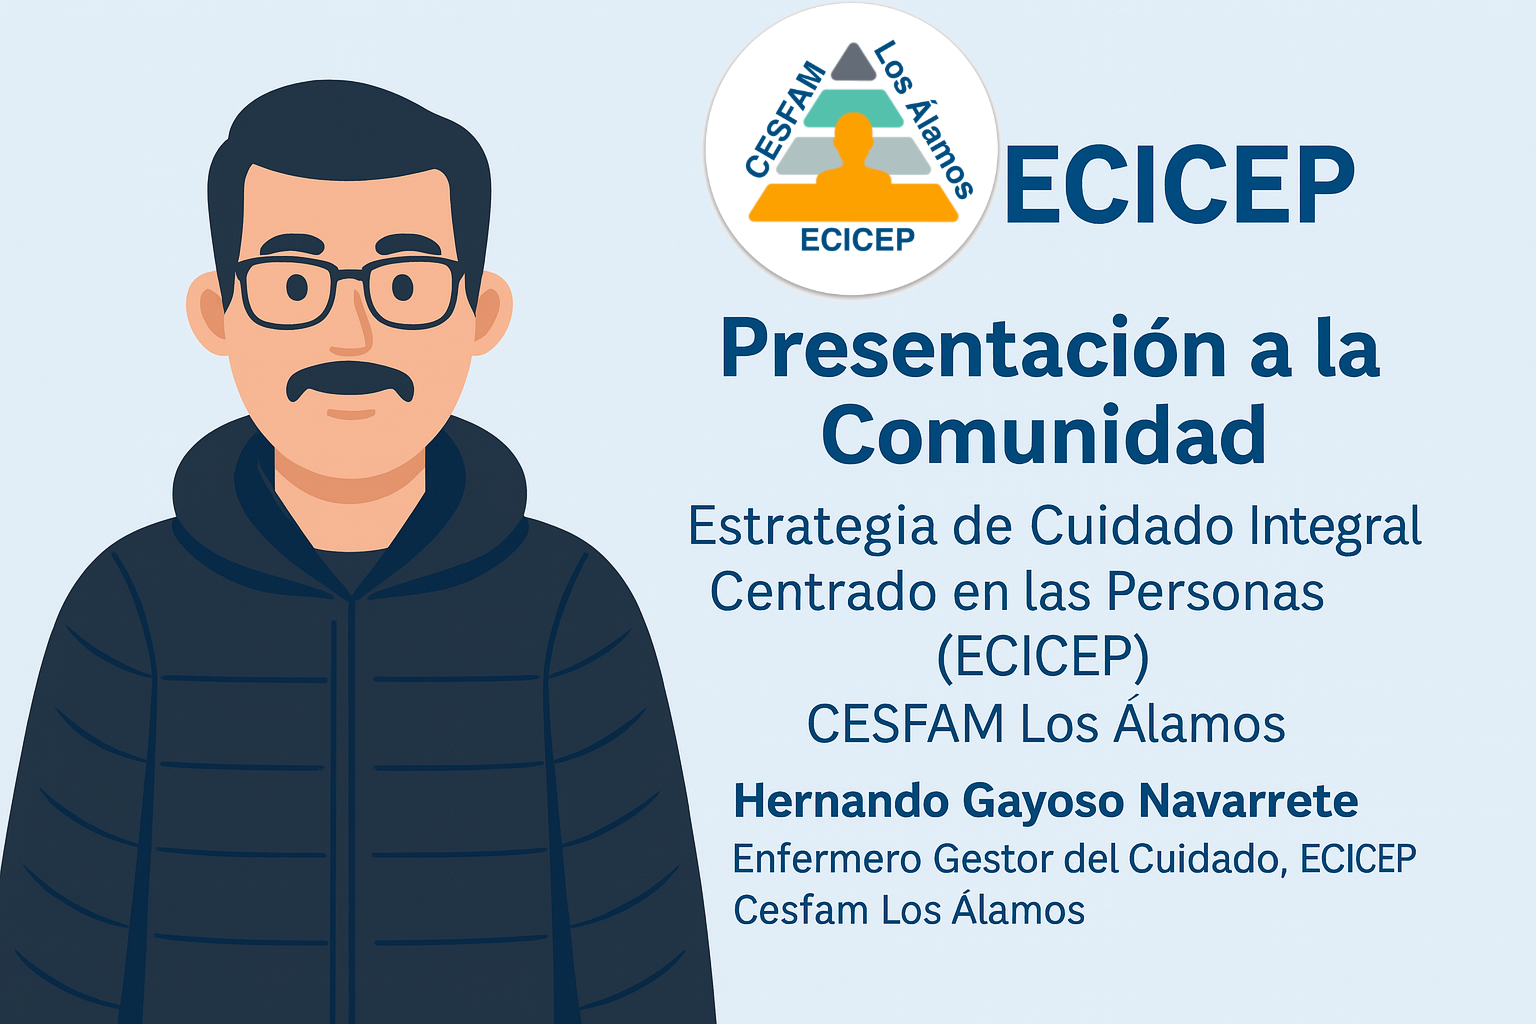 CESFAM
Los Álamos
ECICEP
ECICEP
Presentación a la
Comunidad
Estrategia de Cuidado Integral
Centrado en las Personas
(ECICEP)
CESFAM Los Álamos
Hernando Gayoso Navarrete
Enfermero Gestor del Cuidado, ECICEP
Cesfam Los Álamos